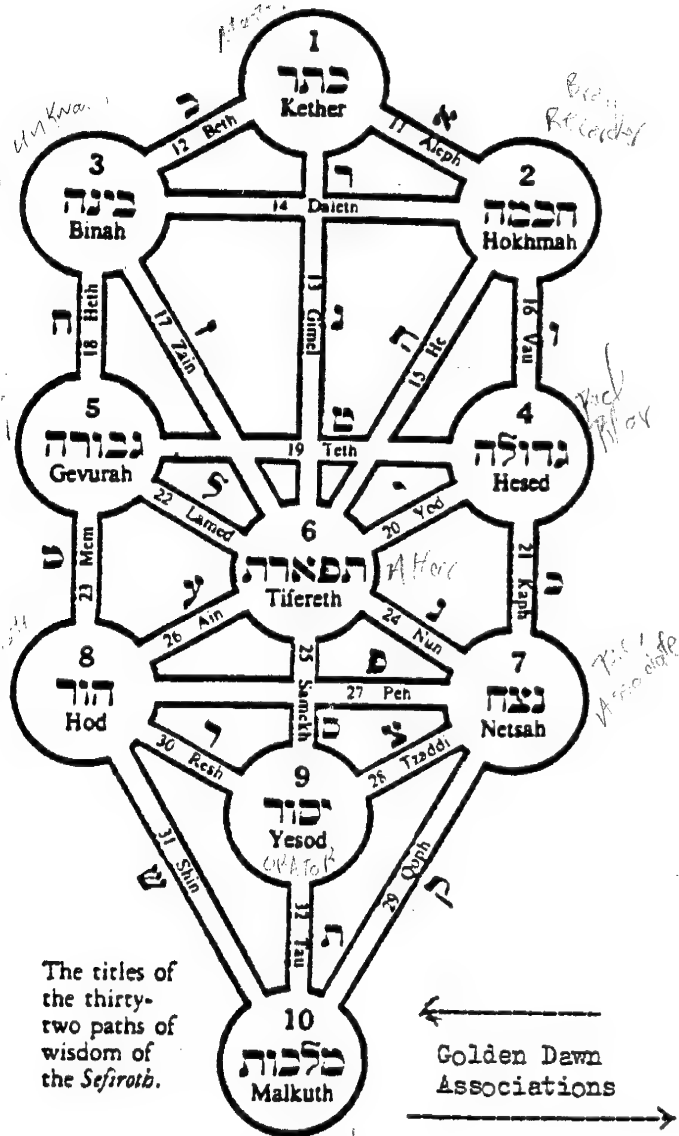 1
כתר
Kether
ב
12 Beth
א
11 Aleph
Recorder
3
בינה
Binah
ד
14 Daleth
2
חכמה
Hokhmah
ח
18 Heth
17 Zain
ז
13 Gimel
ג
ה
15 He
16 Vau
ו
5
גבורה
Gevurah
ט
19 Teth
4
גדולה
Hesed
ל
22 Lamed
י
20 Yod
6
תפארת
Tifereth
מ
23 Mem
21 Kaph
כ
ע
26 Ain
נ
24 Nun
8
הוד
Hod
25 Samekh
פ
27 Peh
7
נצח
Netsah
Associate
ר
30 Resh
ס
צ
28 Tzaddi
9
יסוד
Yesod
ORATOR
ש
31 Shin
32 Tau
ת
29 Qoph
ק
The titles of
the thirty-
two paths of
wisdom of
the Sefiroth.
10
מלכות
Malkuth
Golden Dawn
Associations